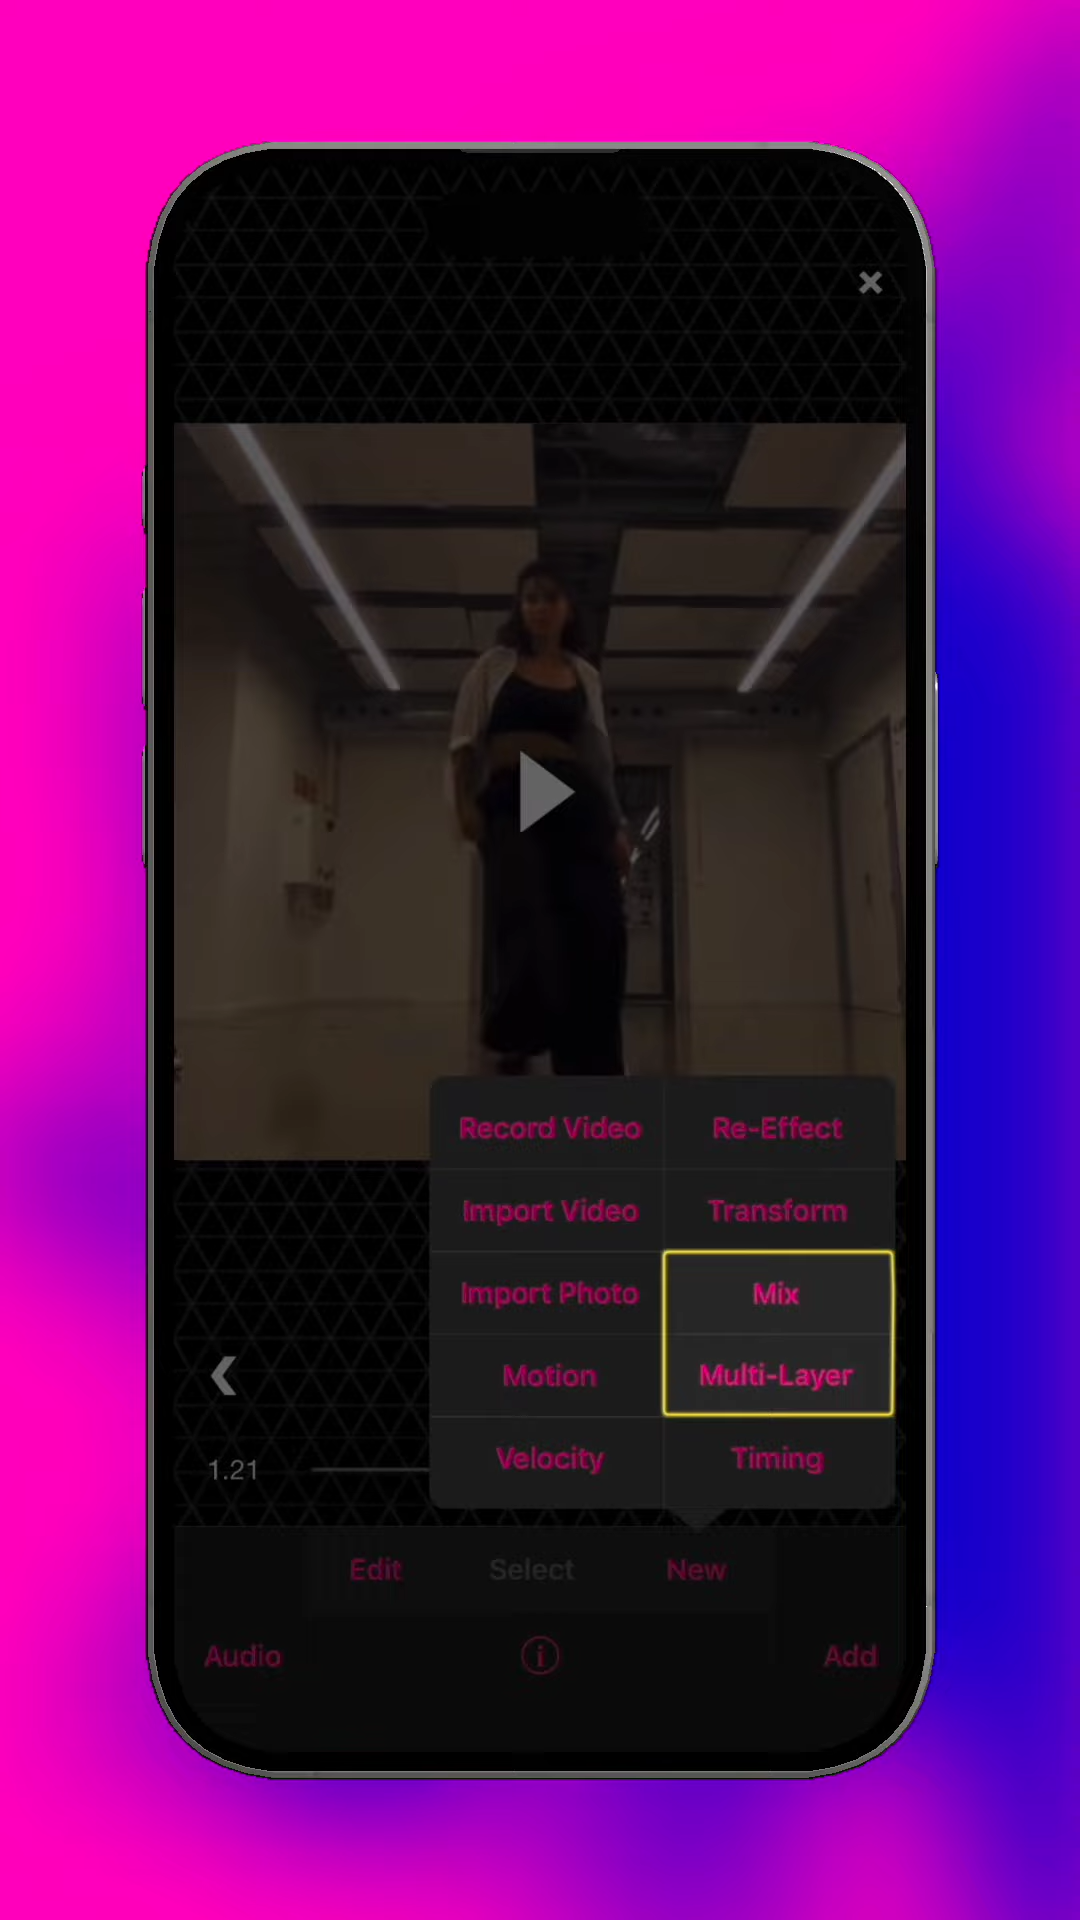 Record Video
Re-Effect
Import Video
Transform
Import Photo
Mix
Motion
Multi-Layer
Velocity
Timing
1.21
Edit
Select
New
Audio
Add